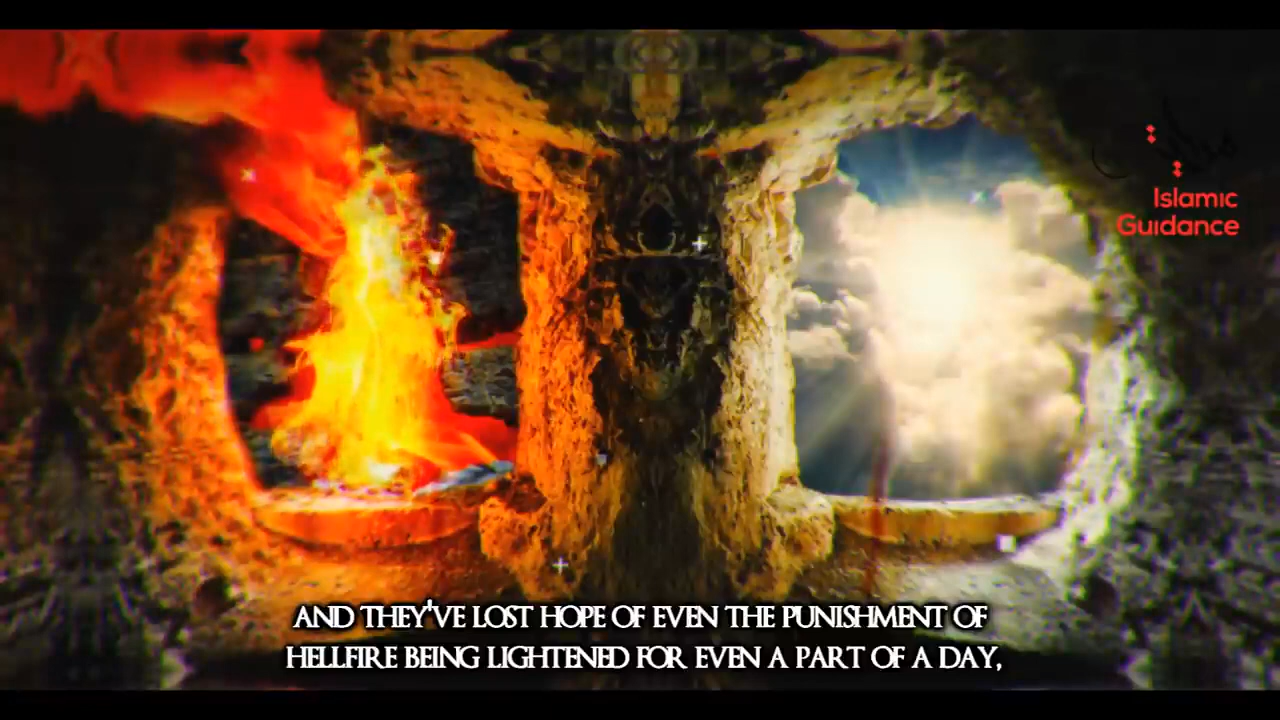 Islamic
Guidance
AND THEY'VE LOST HOPE OF EVEN THE PUNISHMENT OF
HELLFIRE BEING LIGHTENED FOR EVEN A PART OF A DAY,